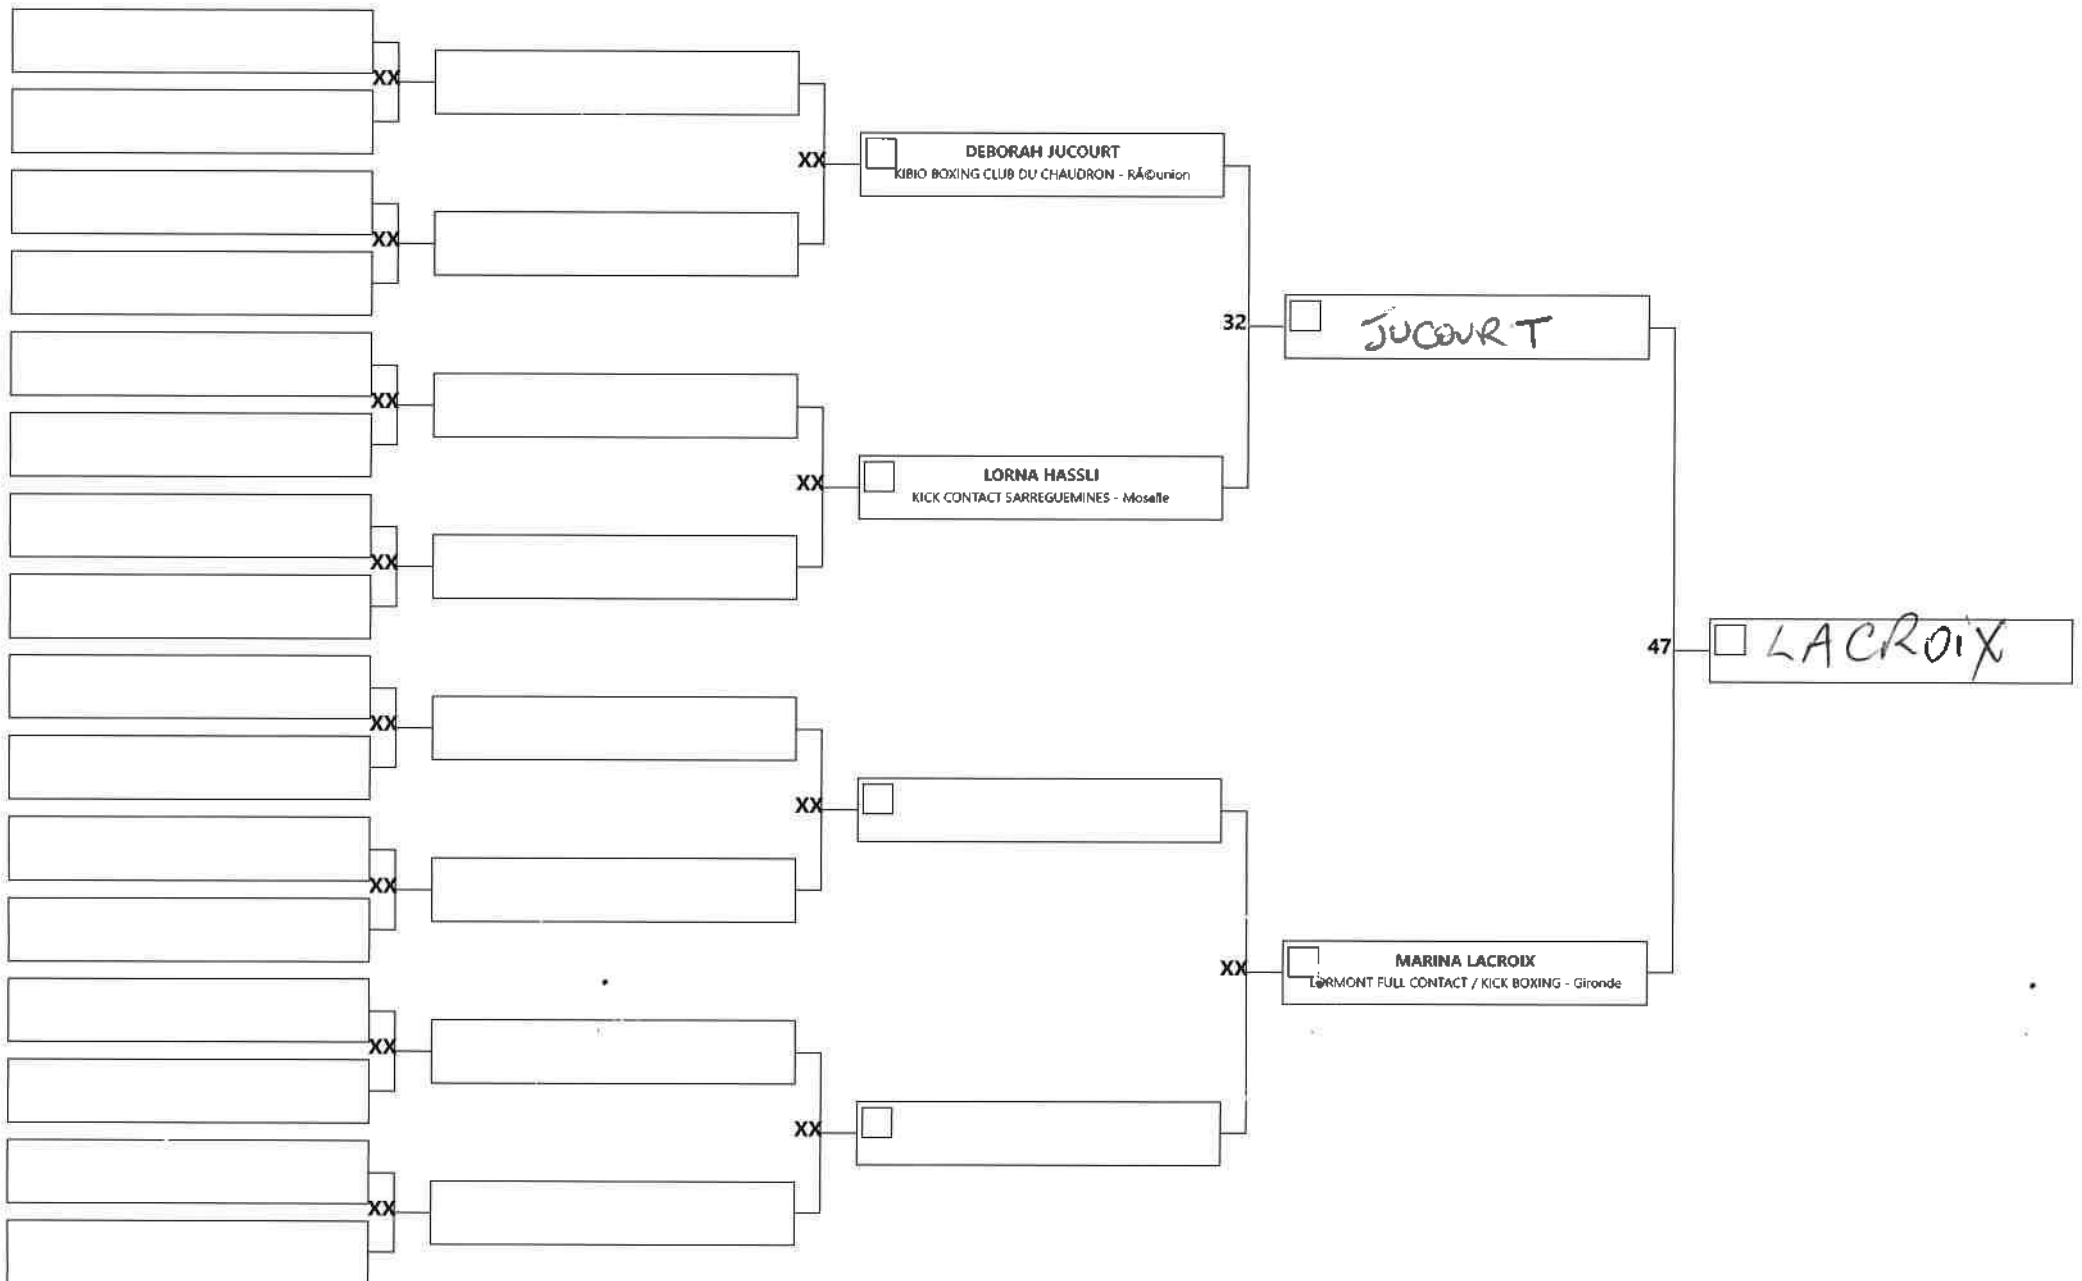 XX
XX
DEBORAH JUCOURT
KIBIO BOXING CLUB DU CHAUDRON - RÃ©union
XX
32
JUCOURT
XX
XX
LORNA HASSLI
KICK CONTACT SARREGUEMINES - Moselle
XX
47
LACROIX
XX
XX
XX
XX
MARINA LACROIX
LORMONT FULL CONTACT / KICK BOXING - Gironde
XX
XX
XX